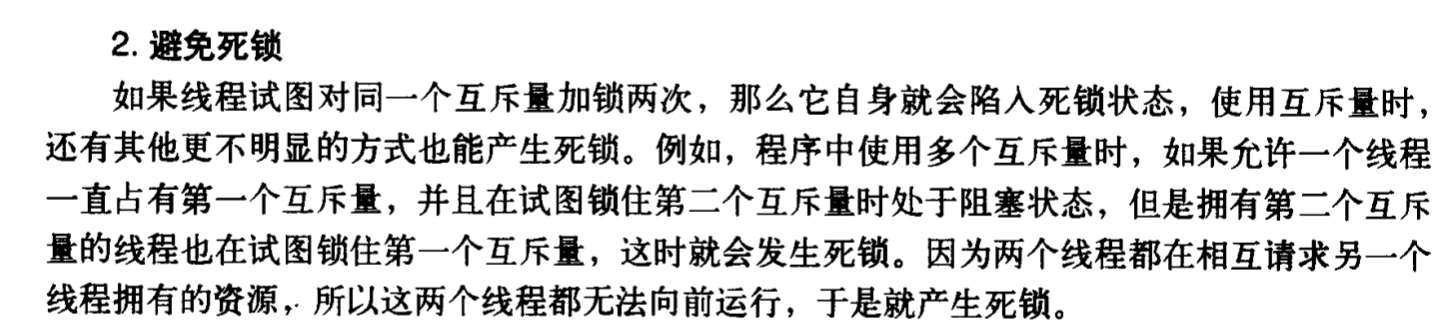 2. 避免死锁
如果线程试图对同一个互斥量加锁两次，那么它自身就会陷入死锁状态，使用互斥量时，
还有其他更不明显的方式也能产生死锁。例如，程序中使用多个互斥量时，如果允许一个线程
一直占有第一个互斥量，并且在试图锁住第二个互斥量时处于阻塞状态，但是拥有第二个互斥
量的线程也在试图锁住第一个互斥量，这时就会发生死锁。因为两个线程都在相互请求另一个
线程拥有的资源，所以这两个线程都无法向前运行，于是就产生死锁。